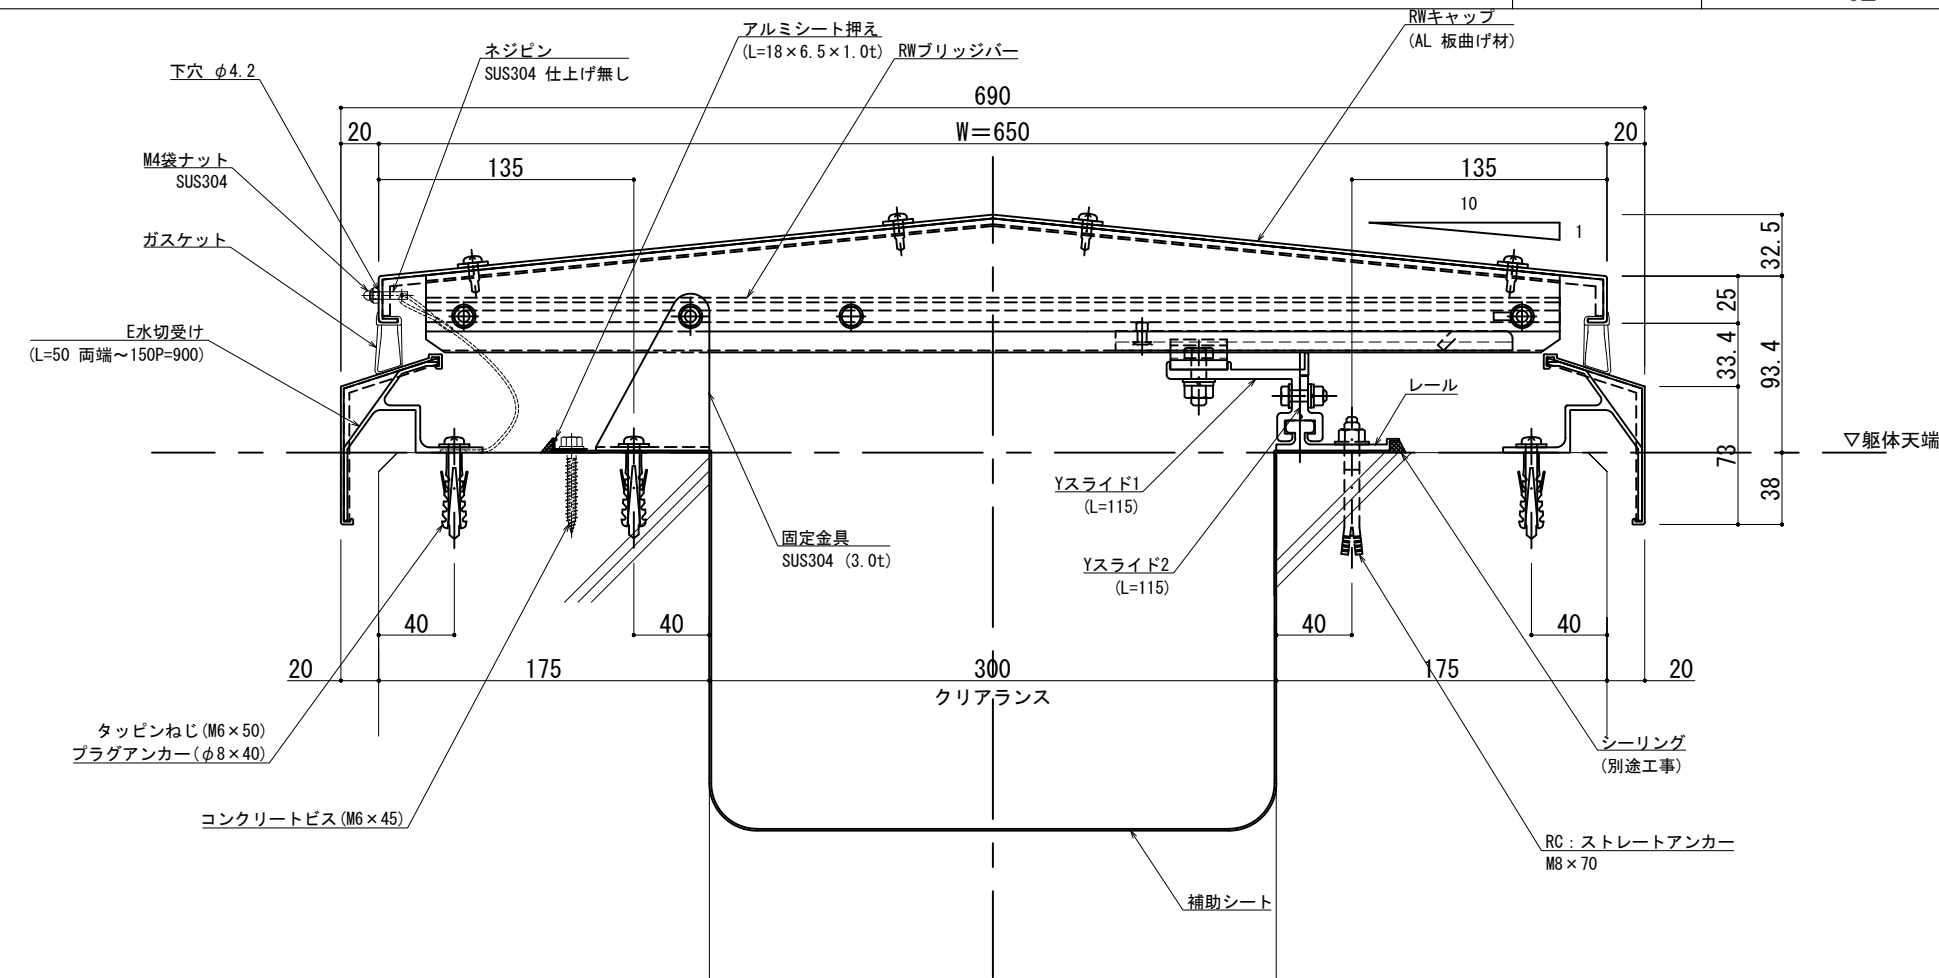 アルミシート押え
(L=18×6.5×1.0t)
RWブリッジバー
RWキャップ
(AL 板曲げ材)
ネジピン
SUS304 仕上げ無し
下穴 φ4.2
M4袋ナット
SUS304
ガスケット
E水切受け
(L=50 両端～150P=900)
690
20
W=650
20
135
135
10
1
32.5
25
33.4
93.4
73
38
レール
▽躯体天端
Yスライド1
(L=115)
Yスライド2
(L=115)
固定金具
SUS304 (3.0t)
40
40
40
40
20
175
300
175
20
クリアランス
タッピンねじ(M6×50)
プラグアンカー(φ8×40)
コンクリートビス(M6×45)
シーリング
(別途工事)
RC：ストレートアンカー
M8×70
補助シート